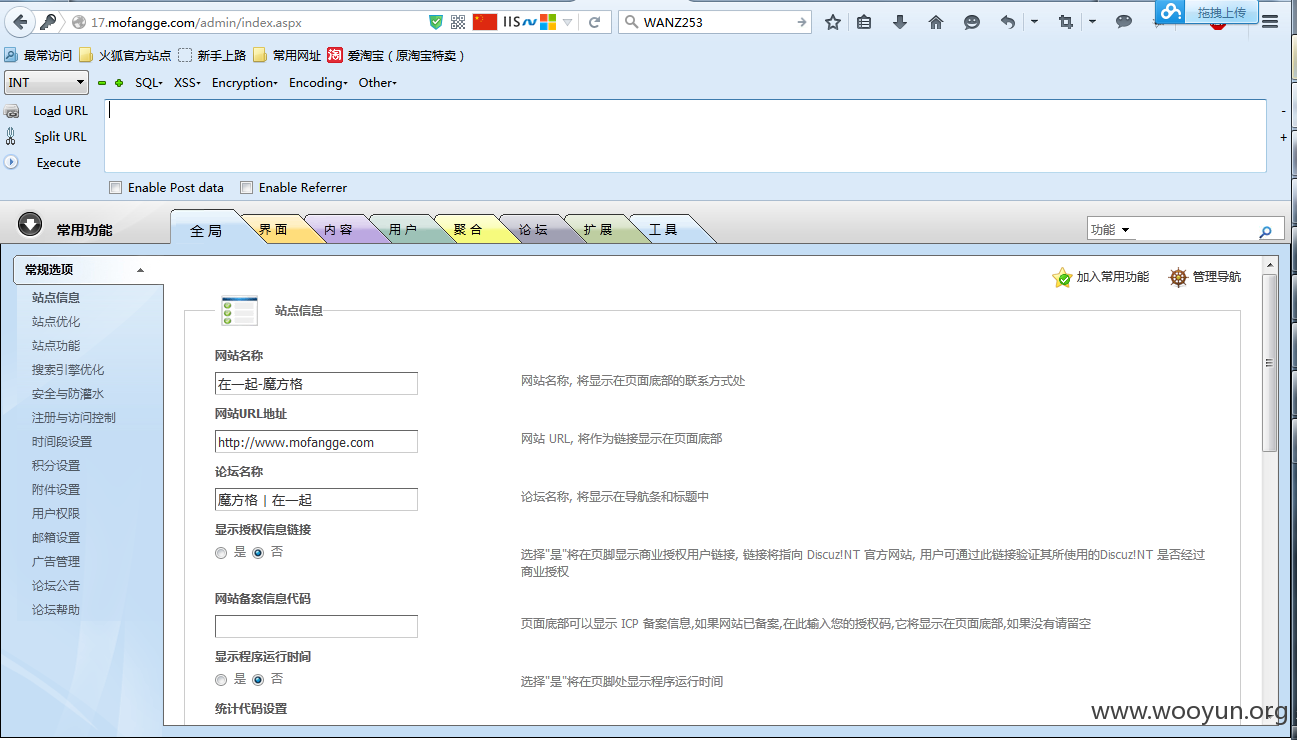 17.mofangge.com/admin/index.aspx
IIS
WANZ253
拖拽上传
最常访问 火狐官方站点 新手上路 常用网址 淘 爱淘宝（原淘宝特卖）
INT SQL XSS Encryption Encoding Other
Load URL
Split URL
Execute
Enable Post data Enable Referrer
常用功能 全局 界面 内容 用户 聚合 论坛 扩展 工具 功能
常规选项
站点信息
站点优化
站点功能
搜索引擎优化
安全与防灌水
注册与访问控制
时间段设置
积分设置
附件设置
用户权限
邮箱设置
广告管理
论坛公告
论坛帮助
加入常用功能 管理导航
站点信息
网站名称
在一起-魔方格 网站名称, 将显示在页面底部的联系方式处
网站URL地址
http://www.mofangge.com 网站 URL, 将作为链接显示在页面底部
论坛名称
魔方格 | 在一起 论坛名称, 将显示在导航条和标题中
显示授权信息链接
是 否 选择"是"将在页脚显示商业授权用户链接, 链接将指向 Discuz!NT 官方网站, 用户可通过此链接验证其所使用的Discuz!NT 是否经过
商业授权
网站备案信息代码
页面底部可以显示 ICP 备案信息,如果网站已备案,在此输入您的授权码,它将显示在页面底部,如果没有请留空
显示程序运行时间
是 否 选择"是"将在页脚处显示程序运行时间
统计代码设置
www.wooyun.org